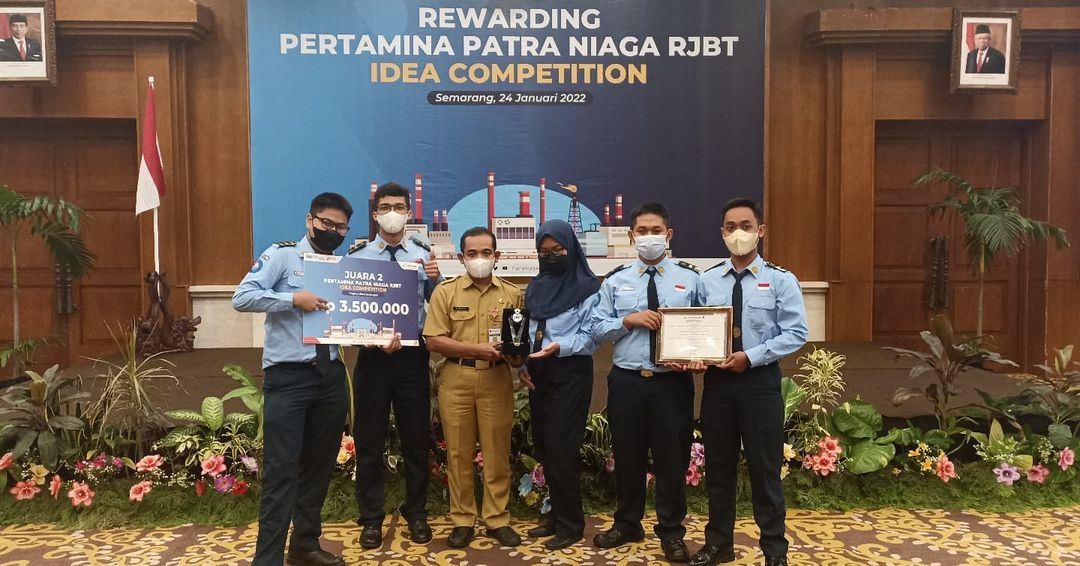 REWARDING
PERTAMINA PATRA NIAGA RJBT
IDEA COMPETITION
Semarang, 24 Januari 2022
JUARA 2
PERTAMINA PATRA NIAGA RJBT
IDEA COMPETITION
Rp 3.500.000